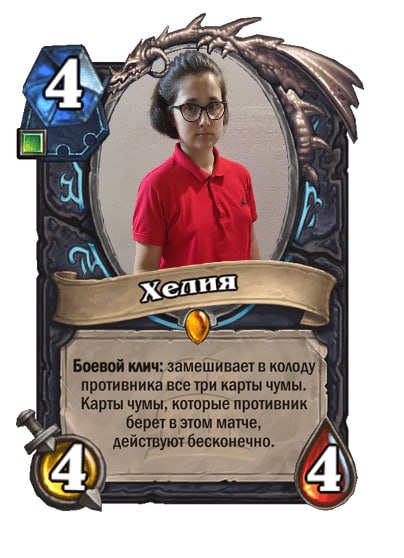 4
Хелия
Боевой клич: замешивает в колоду
противника все три карты чумы.
Карты чумы, которые противник
берет в этом матче,
действуют бесконечно.
4
4